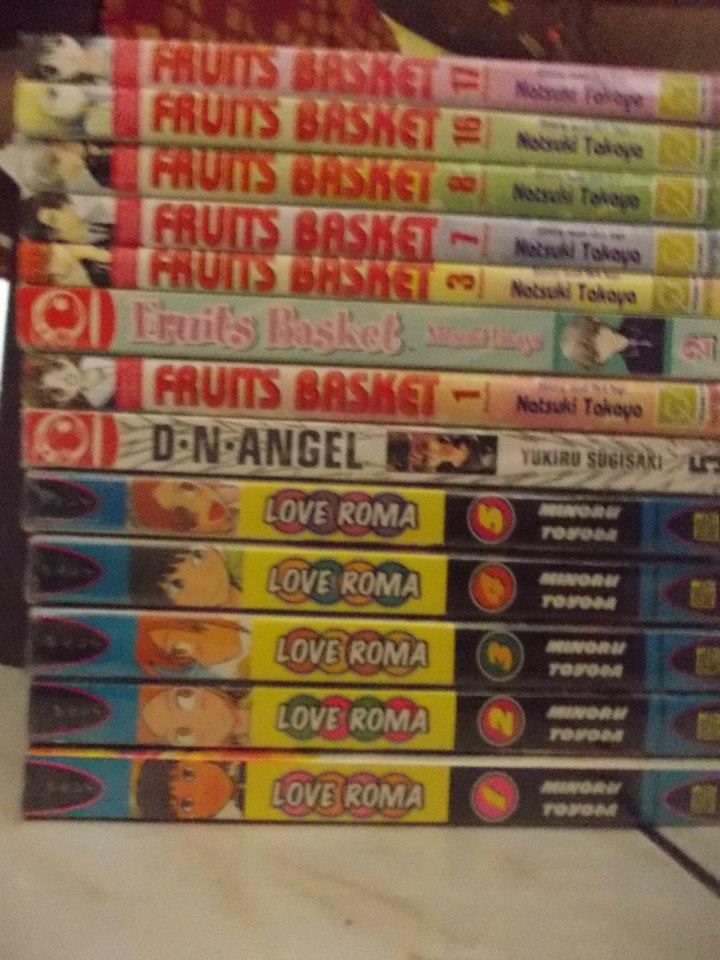 FRUITS BASKET 17 Natsuki Takaya
FRUITS BASKET 16 Natsuki Takaya
FRUITS BASKET 8 Natsuki Takaya
FRUITS BASKET 7 Natsuki Takaya
FRUITS BASKET 3 Natsuki Takaya
Fruits Basket Natsuki Takaya 2
FRUITS BASKET 1 Natsuki Takaya
D·N·ANGEL YUKIRU SUGISAKI 5
LOVE ROMA 5 MINORU TOYODA
LOVE ROMA 4 MINORU TOYODA
LOVE ROMA 3 MINORU TOYODA
LOVE ROMA 2 MINORU TOYODA
LOVE ROMA 1 MINORU TOYODA